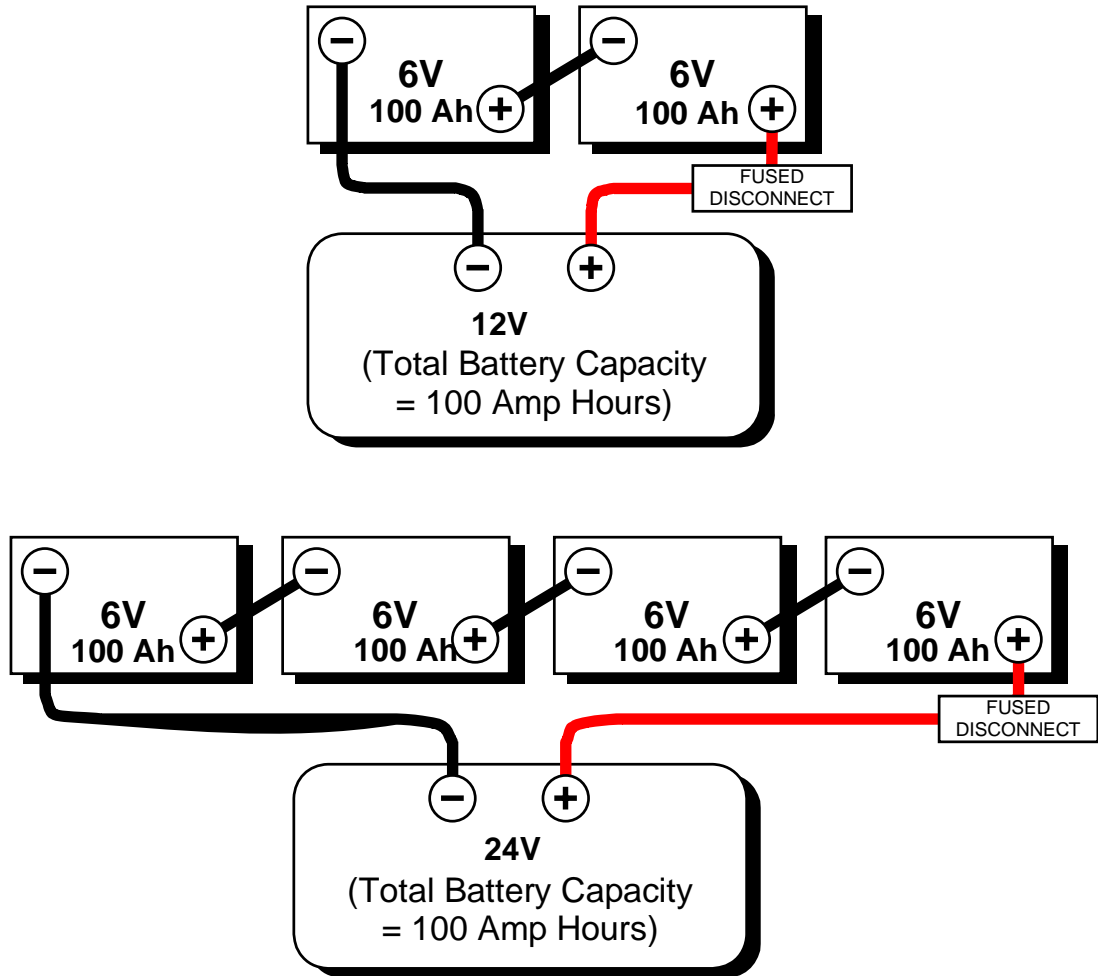 − −
6V 6V
100 Ah + 100 Ah +
FUSED
DISCONNECT
− +
12V
(Total Battery Capacity
= 100 Amp Hours)
− − − −
6V 6V 6V 6V
100 Ah + 100 Ah + 100 Ah + 100 Ah +
FUSED
DISCONNECT
− +
24V
(Total Battery Capacity
= 100 Amp Hours)